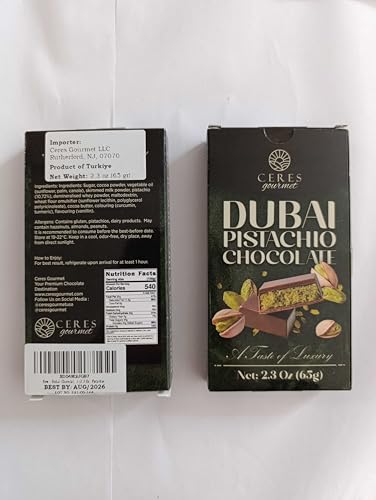 Importer:
Ceres Gourmet LLC
Rutherford, NJ, 07070
Product of Turkiye
Net Weight: 2.3 oz (65 gr)
Ingredients: Ingredients: Sugar, cocoa powder, vegetable oil
(sunflower, palm, canola), skimmed milk powder, pistachio
(10.72%), demineralised whey powder, maltodextrin,
wheat flour emulsifier (sunflower lecithin, polyglycerol
polyricinoleate), cocoa butter, colouring (curcumin,
turmeric), flavouring (vanillin).
Allergens: Contains gluten, pistachios, dairy products. May
contain hazelnuts, almonds, peanuts.
It is recommended to consume before the best-before date.
Store at 18-22°C. Keep in a cool, odor-free, dry place, away
from direct sunlight.
How to Enjoy:
For best result, refrigerate upon arrival for at least 1 hour
Ceres Gourmet
Your Premium Chocolate
Destination
www.ceresgourmet.com
Follow Us on Social Media :
@ceresgourmetusa
@ceresgourmet
Nutrition Facts
Calories 540
CERES
gourmet
BEST BY: AUG/2026
CERES
gourmet
DUBAI
PISTACHIO
CHOCOLATE
A Taste of Luxury
Net: 2.3 Oz (65g)